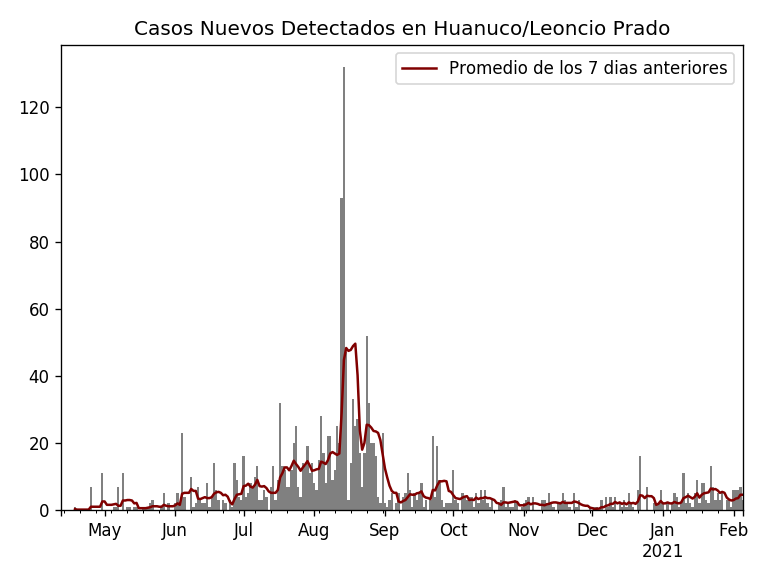 Casos Nuevos Detectados en Huanuco/Leoncio Prado
Promedio de los 7 dias anteriores
120
100
80
60
40
20
0
May Jun Jul Aug Sep Oct Nov Dec Jan Feb
2021